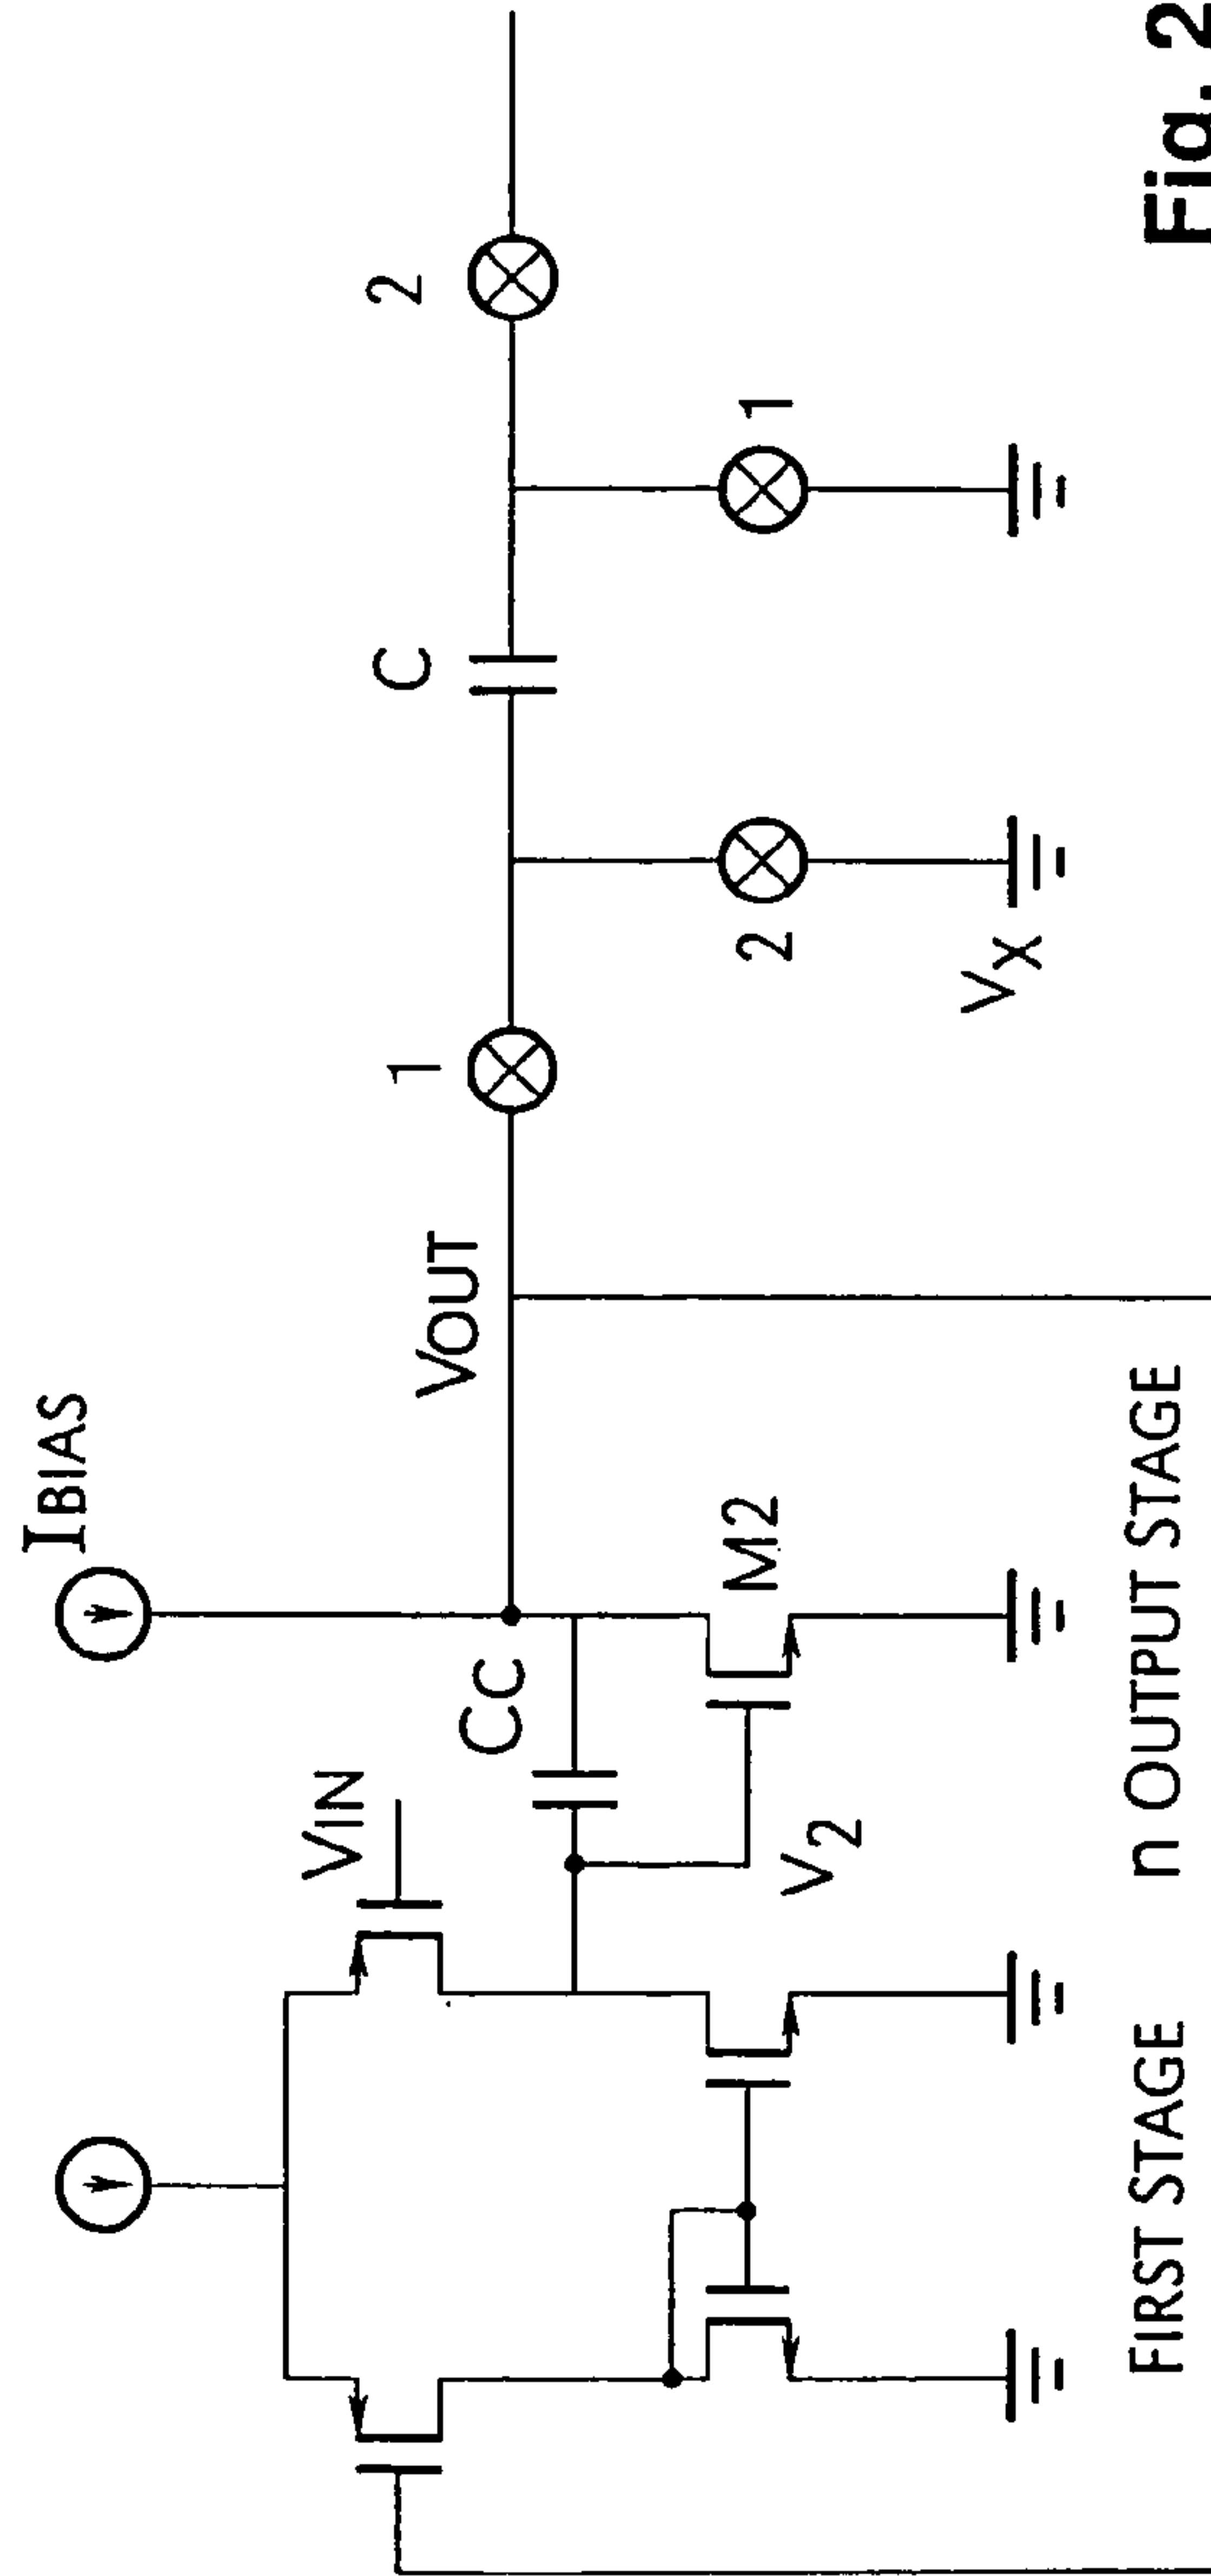 IBIAS
VIN
CC
VOUT
1
C
2
M2
V2
2
VX
1
FIRST STAGE
n OUTPUT STAGE
Fig. 2